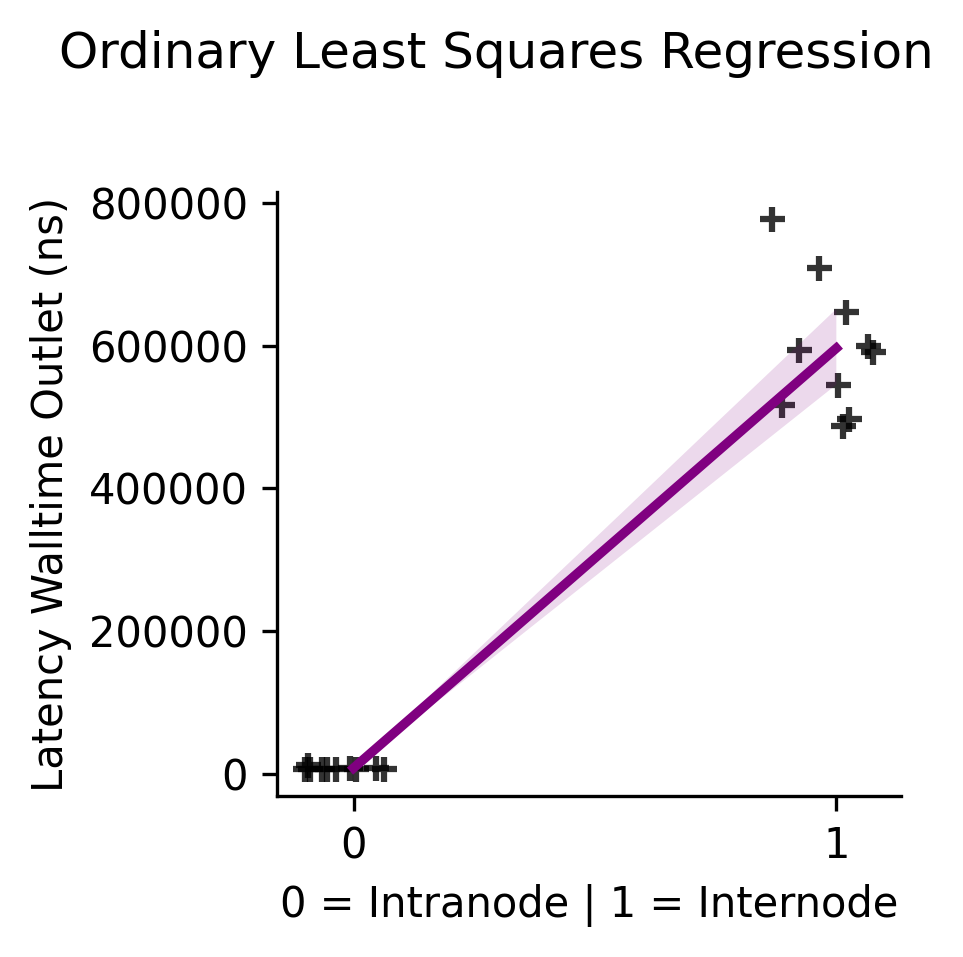 Ordinary Least Squares Regression
Latency Walltime Outlet (ns)
800000
600000
400000
200000
0
0 1
0 = Intranode | 1 = Internode